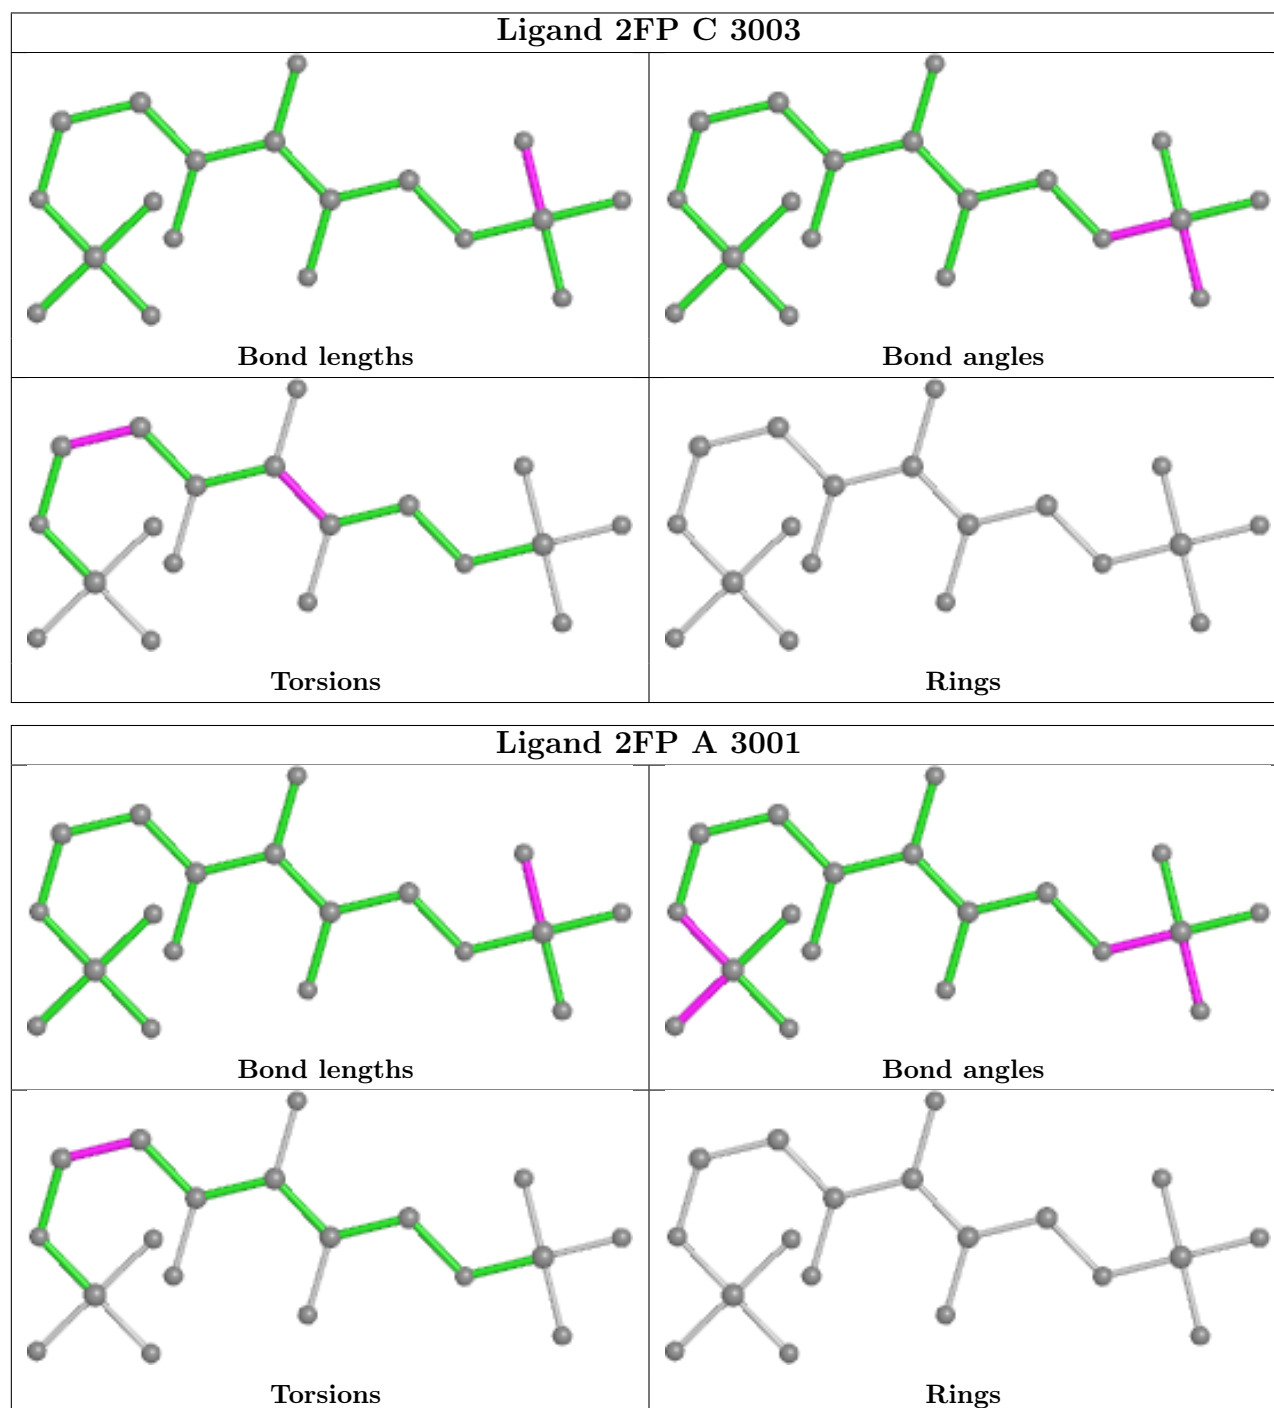 Ligand 2FP C 3003
Bond lengths
Bond angles
Torsions
Rings
Ligand 2FP A 3001
Bond lengths
Bond angles
Torsions
Rings